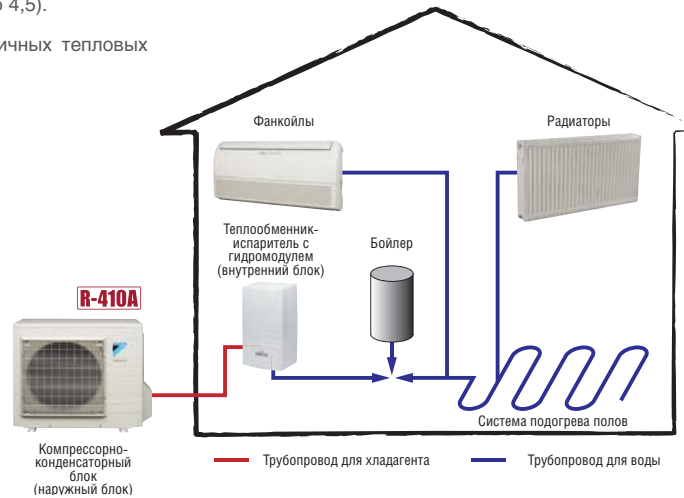 о 4,5).
ичных тепловых
Фанкойлы
Радиаторы
Теплообменник-
испаритель с
гидромодулем
(внутренний блок)
Бойлер
R-410A
Система подогрева полов
Компрессорно-
конденсаторный
блок
(наружный блок)
Трубопровод для хладагента
Трубопровод для воды